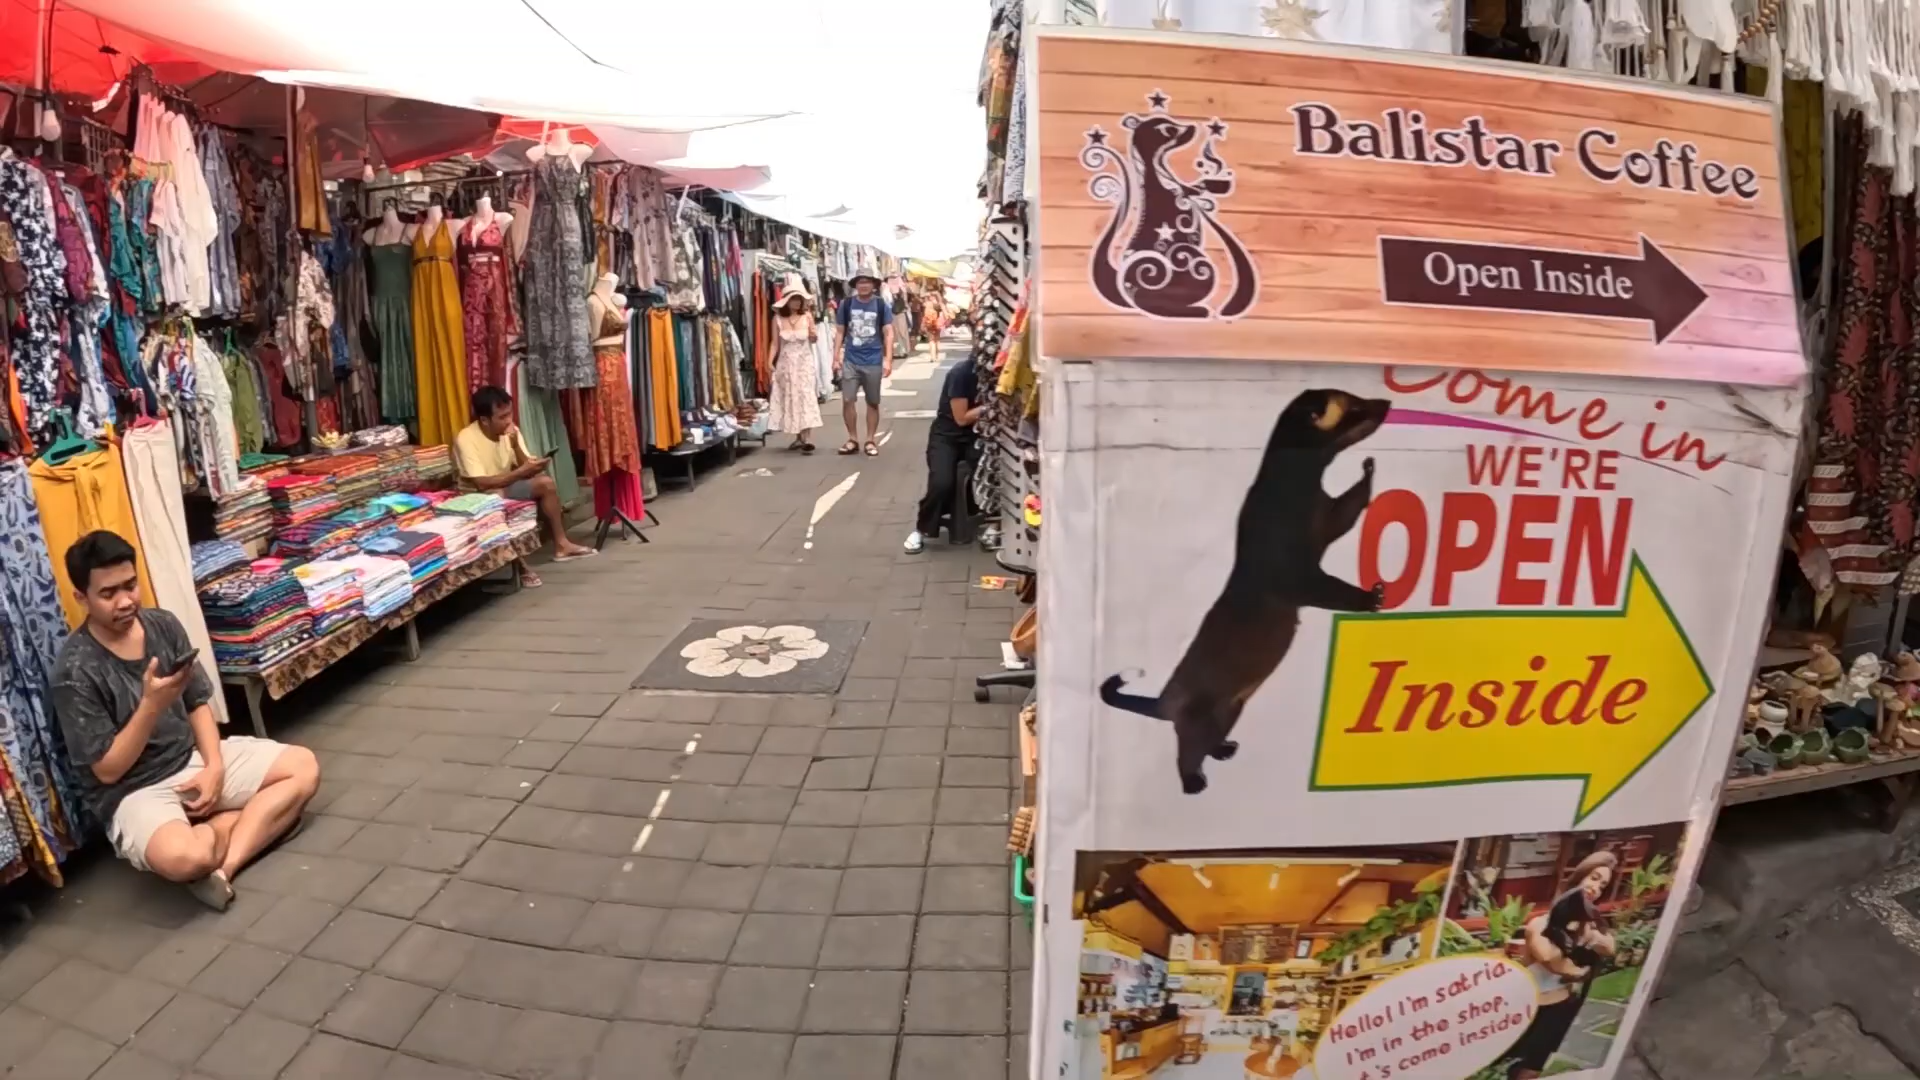 Balistar Coffee
Open Inside
Come in
WE'RE
OPEN
Inside
Hello! I'm satria.
I'm in the shop.
come inside!